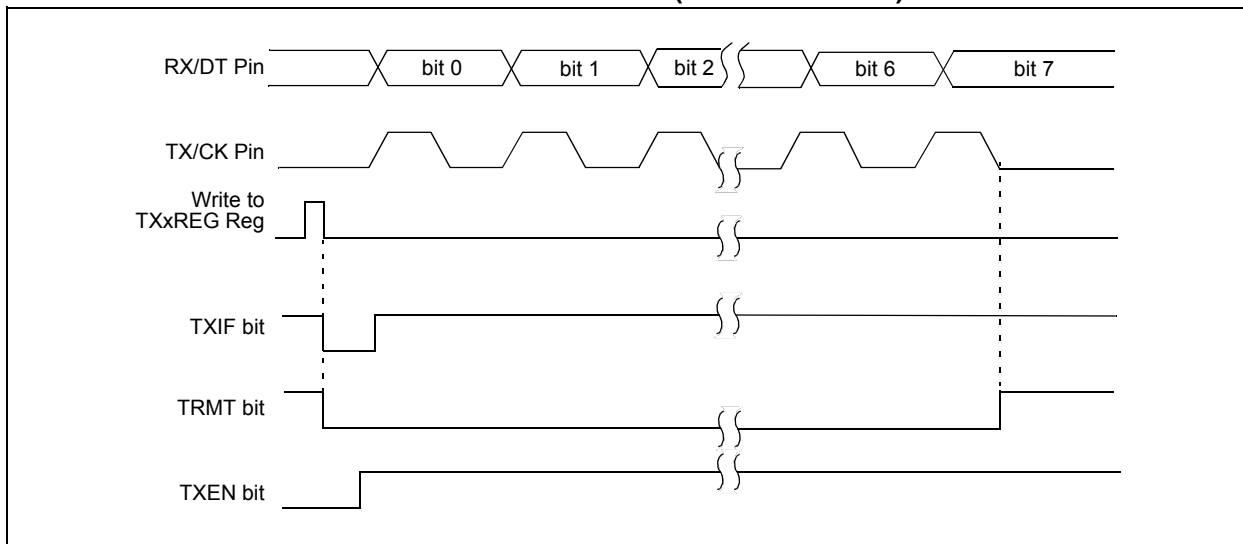 RX/DT Pin
bit 0 bit 1 bit 2 bit 6 bit 7
TX/CK Pin
Write to
TXxREG Reg
TXIF bit
TRMT bit
TXEN bit